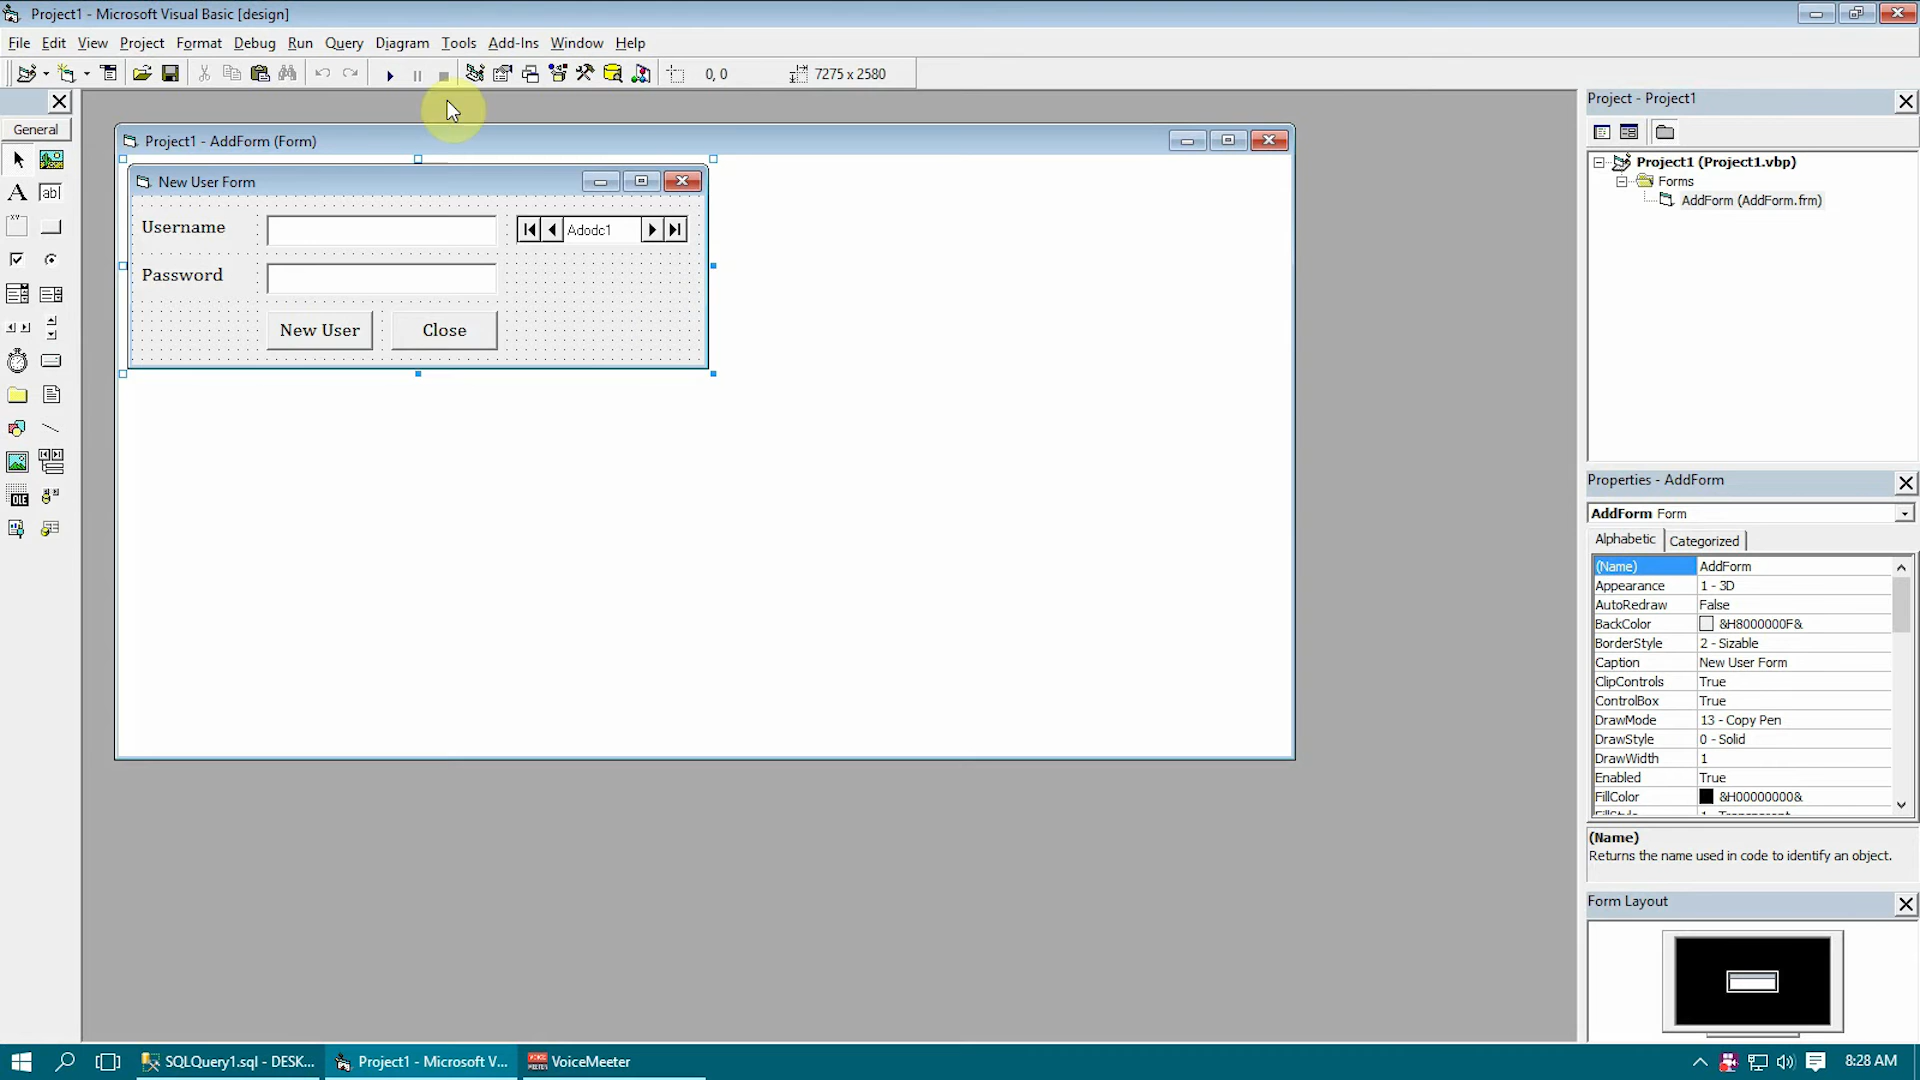 Project1 - Microsoft Visual Basic [design]
File Edit View Project Format Debug Run Query Diagram Tools Add-Ins Window Help
0, 0 7275 x 2580
General
Project1 - AddForm (Form)
New User Form
Username
Adodc1
Password
New User Close
A
ab
XY
OLE
Project - Project1
Project1 (Project1.vbp)
Forms
AddForm (AddForm.frm)
Properties - AddForm
AddForm Form
Alphabetic Categorized
(Name) AddForm
Appearance 1 - 3D
AutoRedraw False
BackColor &H8000000F&
BorderStyle 2 - Sizable
Caption New User Form
ClipControls True
ControlBox True
DrawMode 13 - Copy Pen
DrawStyle 0 - Solid
DrawWidth 1
Enabled True
FillColor &H00000000&
(Name)
Returns the name used in code to identify an object.
Form Layout
SQLQuery1.sql - DESK...
Project1 - Microsoft V...
VoiceMeeter
8:28 AM